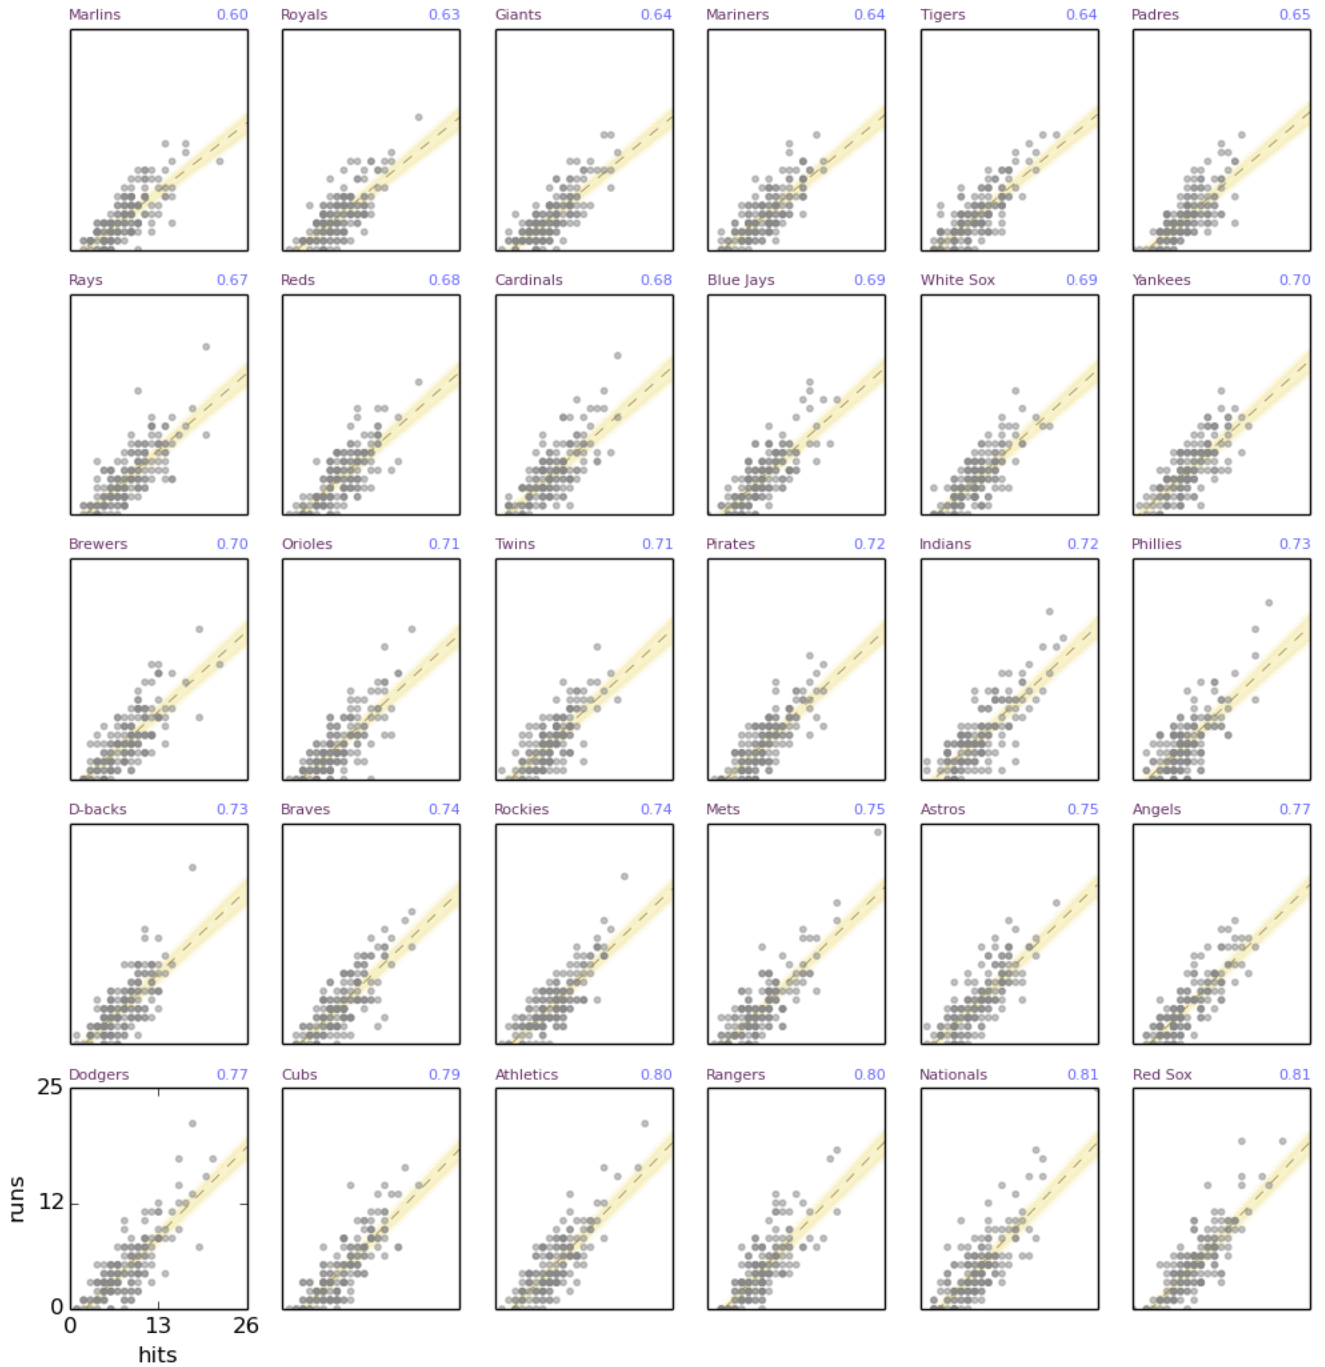 Marlins 0.60 Royals 0.63 Giants 0.64 Mariners 0.64 Tigers 0.64 Padres 0.65
Rays 0.67 Reds 0.68 Cardinals 0.68 Blue Jays 0.69 White Sox 0.69 Yankees 0.70
Brewers 0.70 Orioles 0.71 Twins 0.71 Pirates 0.72 Indians 0.72 Phillies 0.73
D-backs 0.73 Braves 0.74 Rockies 0.74 Mets 0.75 Astros 0.75 Angels 0.77
Dodgers 0.77 Cubs 0.79 Athletics 0.80 Rangers 0.80 Nationals 0.81 Red Sox 0.81
25
12
runs
0
0 13 26
hits